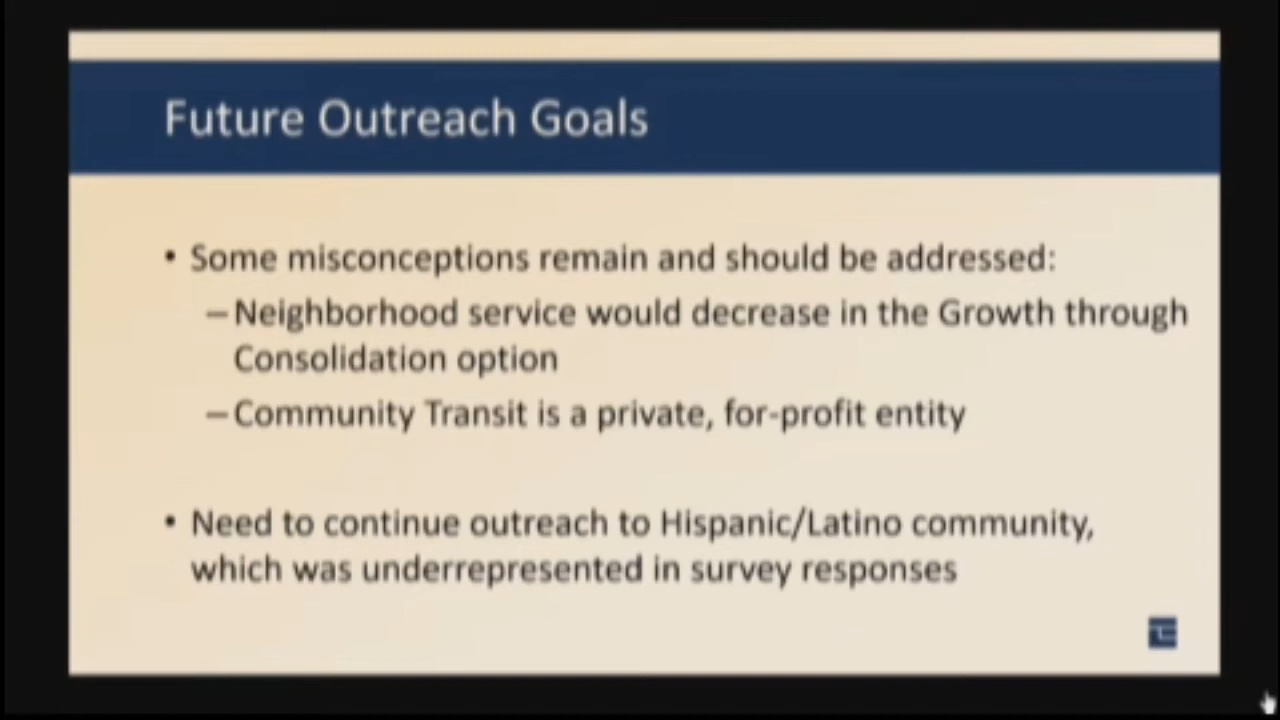 Future Outreach Goals
• Some misconceptions remain and should be addressed:
– Neighborhood service would decrease in the Growth through
Consolidation option
– Community Transit is a private, for-profit entity
• Need to continue outreach to Hispanic/Latino community,
which was underrepresented in survey responses